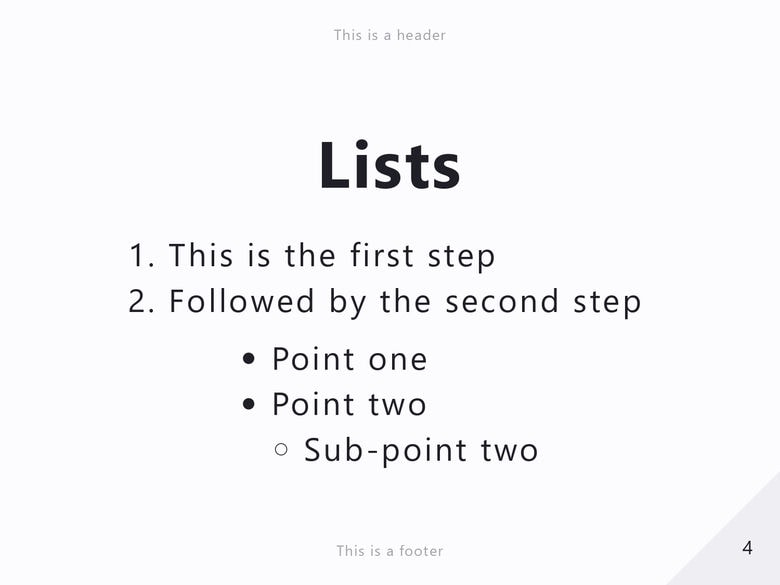 This is a header
Lists
1. This is the first step
2. Followed by the second step
• Point one
• Point two
○ Sub-point two
This is a footer
4